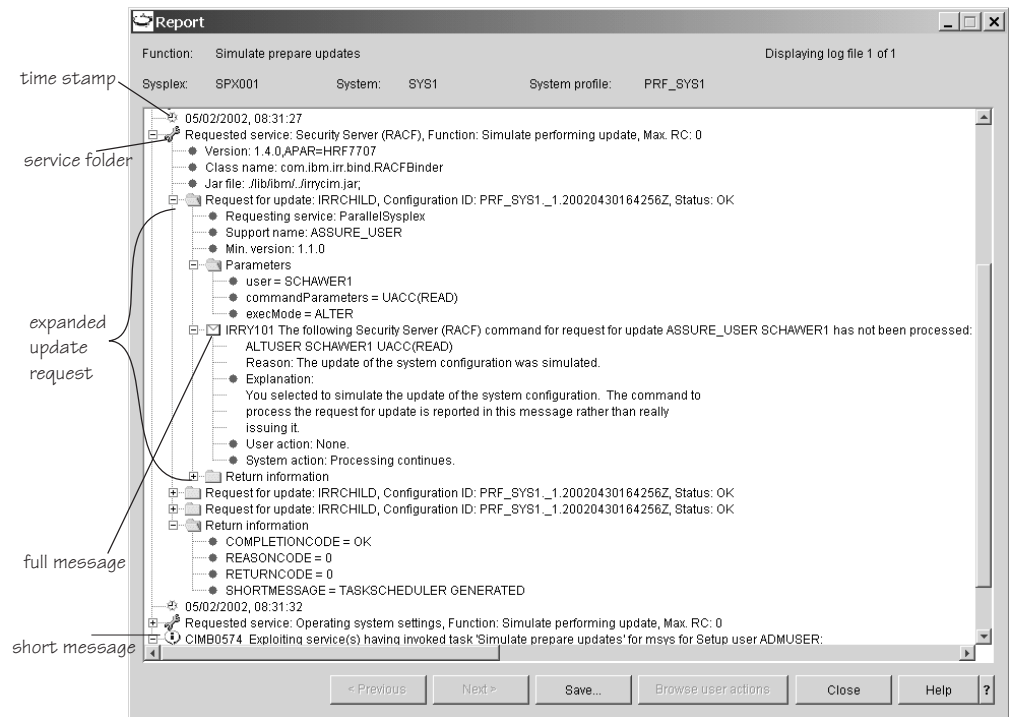 Report
Function: Simulate prepare updates Displaying log file 1 of 1
Sysplex: SPX001 System: SYS1 System profile: PRF_SYS1
time stamp
05/02/2002, 08:31:27
Requested service: Security Server (RACF), Function: Simulate performing update, Max. RC: 0
service folder
Version: 1.4.0,APAR=HRF7707
Class name: com.ibm.irr.bind.RACFBinder
Jar file: ./lib/ibm/../irrycim.jar;
Request for update: IRRCHILD, Configuration ID: PRF_SYS1._1.20020430164256Z, Status: OK
Requesting service: ParallelSysplex
Support name: ASSURE_USER
Min. version: 1.1.0
Parameters
user = SCHAWER1
commandParameters = UACC(READ)
execMode = ALTER
expanded
update
request
IRRY101 The following Security Server (RACF) command for request for update ASSURE_USER SCHAWER1 has not been processed:
ALTUSER SCHAWER1 UACC(READ)
Reason: The update of the system configuration was simulated.
Explanation:
You selected to simulate the update of the system configuration. The command to
process the request for update is reported in this message rather than really
issuing it.
User action: None.
System action: Processing continues.
Return information
Request for update: IRRCHILD, Configuration ID: PRF_SYS1._1.20020430164256Z, Status: OK
Request for update: IRRCHILD, Configuration ID: PRF_SYS1._1.20020430164256Z, Status: OK
Return information
COMPLETIONCODE = OK
full message
REASONCODE = 0
RETURNCODE = 0
SHORTMESSAGE = TASKSCHEDULER GENERATED
05/02/2002, 08:31:32
Requested service: Operating system settings, Function: Simulate performing update, Max. RC: 0
short message
CIMB0574 Exploiting service(s) having invoked task 'Simulate prepare updates' for msys for Setup user ADMUSER:
< Previous Next > Save... Browse user actions Close Help ?